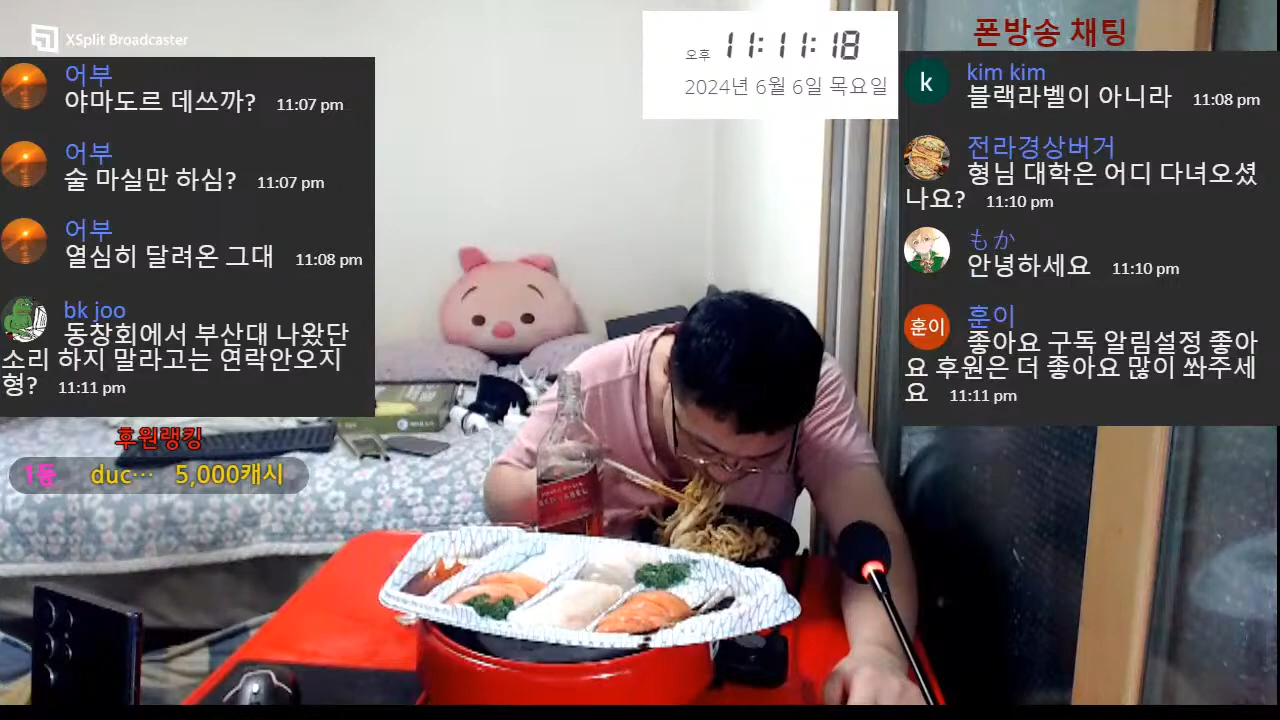 XSplit Broadcaster
어부
야마도르 데쓰까? 11:07 pm
어부
술 마실만 하심? 11:07 pm
어부
열심히 달려온 그대 11:08 pm
bk joo
동창회에서 부산대 나왔단
소리 하지 말라고는 연락안오지
형? 11:11 pm
후원랭킹
1등 duc… 5,000캐시
오후 11:11:18
2024년 6월 6일 목요일
폰방송 채팅
k
kim kim
블랙라벨이 아니라 11:08 pm
전라경상버거
형님 대학은 어디 다녀오셨
나요? 11:10 pm
もか
안녕하세요 11:10 pm
훈이
훈이
좋아요 구독 알림설정 좋아
요 후원은 더 좋아요 많이 쏴주세
요 11:11 pm
RED LABEL